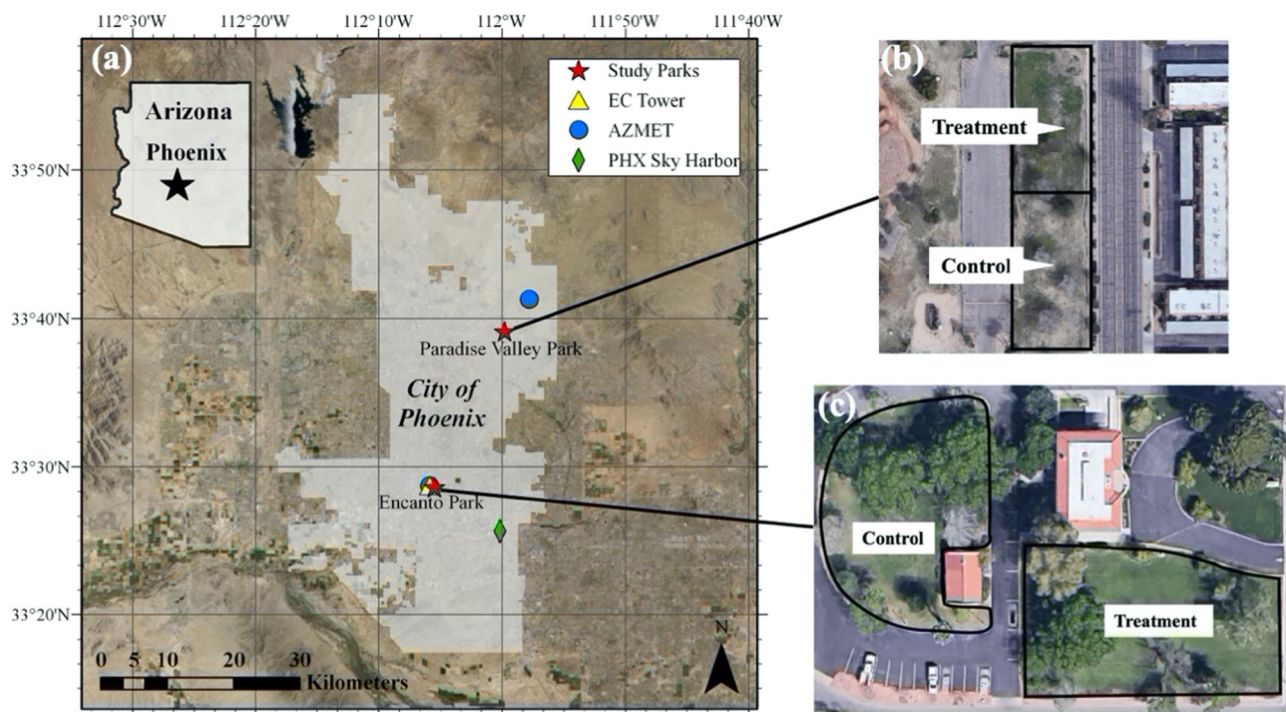 112°30'W 112°20'W 112°10'W 112°W 111°50'W 111°40'W
(a)
Arizona
Phoenix
Study Parks
EC Tower
AZMET
PHX Sky Harbor
33°50'N
33°40'N
33°30'N
33°20'N
Paradise Valley Park
City of
Phoenix
Encanto Park
0 5 10 20 30
Kilometers
N
(b)
Treatment
Control
(c)
Control
Treatment